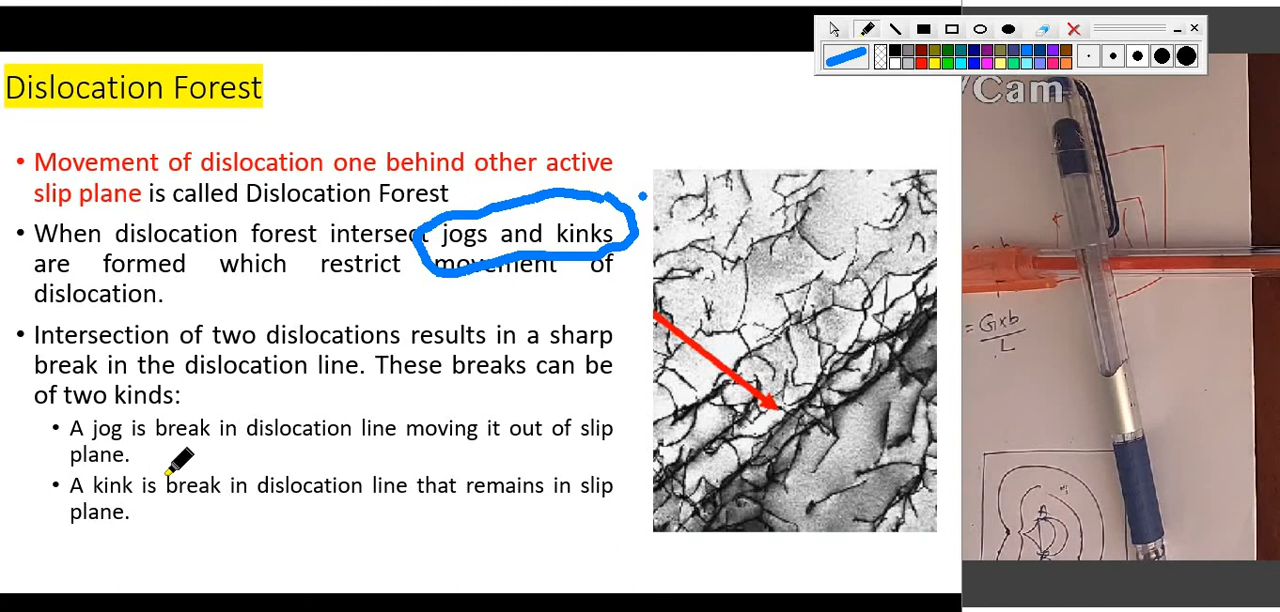 Dislocation Forest
• Movement of dislocation one behind other active
slip plane is called Dislocation Forest
• When dislocation forest intersect jogs and kinks
are formed which restrict movement of
dislocation.
• Intersection of two dislocations results in a sharp
break in the dislocation line. These breaks can be
of two kinds:
• A jog is break in dislocation line moving it out of slip
plane.
• A kink is break in dislocation line that remains in slip
plane.
Cam
= G×b
L
A